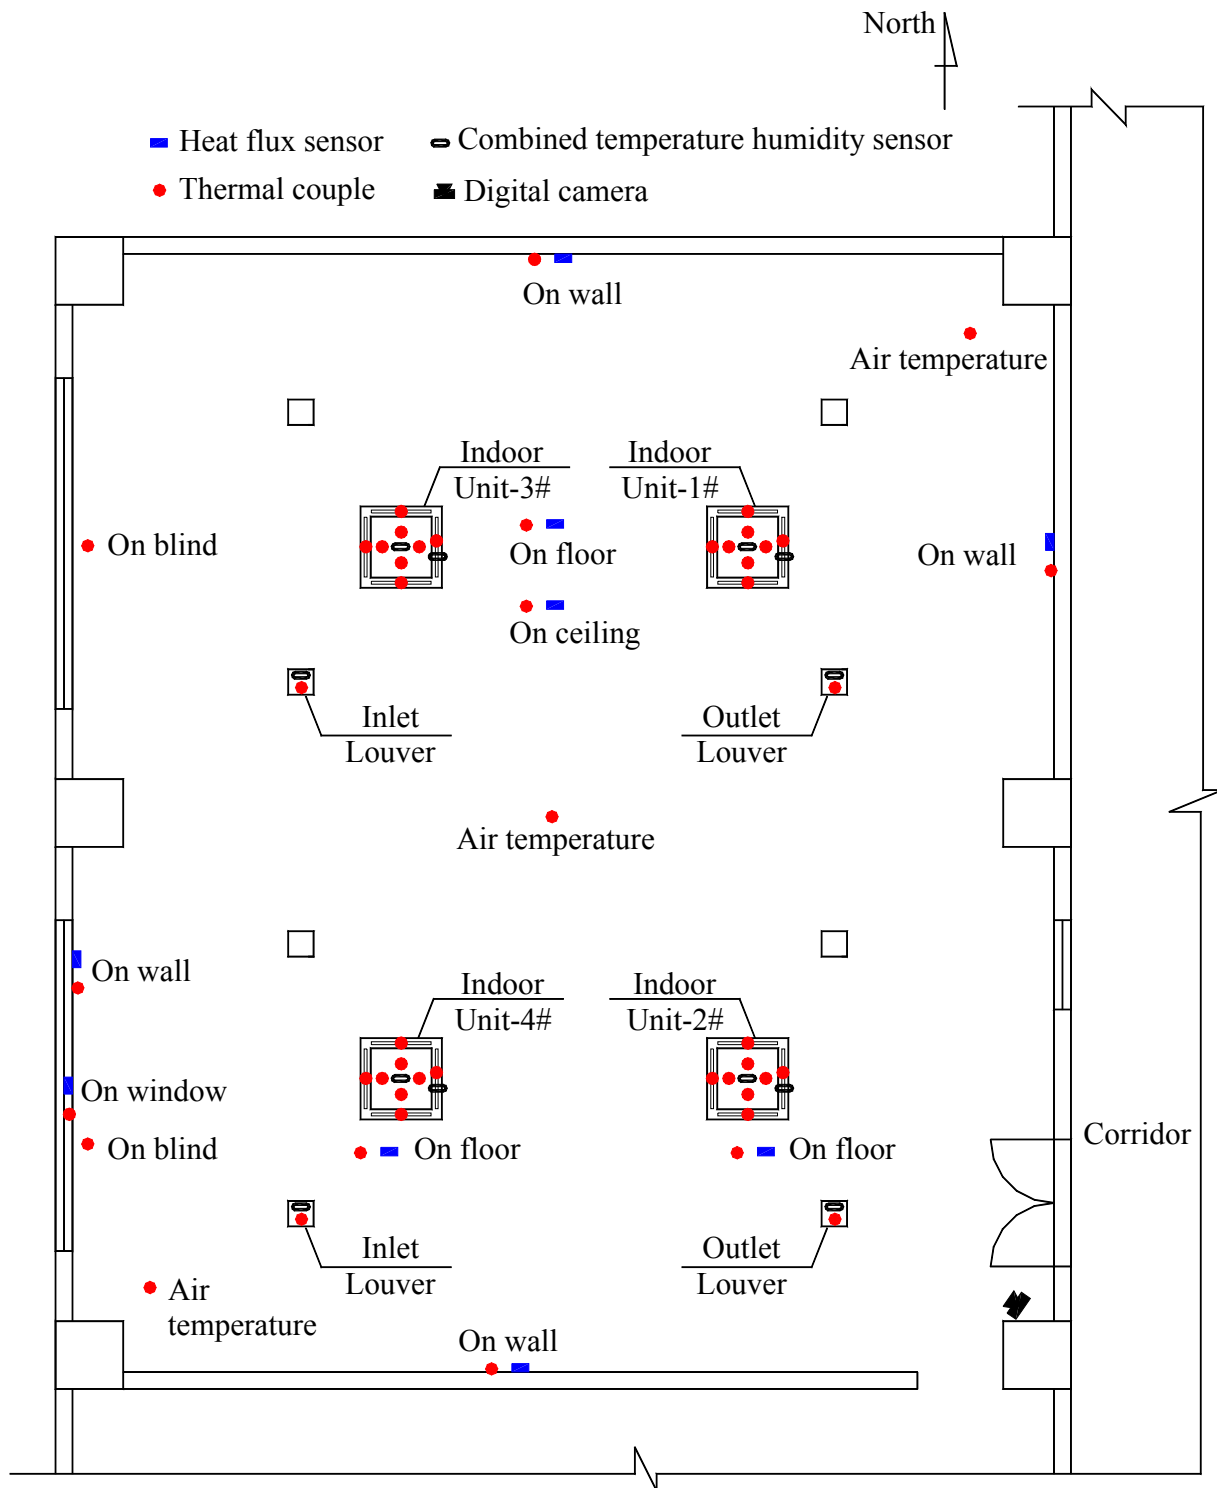 North
Heat flux sensor
Combined temperature humidity sensor
Thermal couple
Digital camera
On wall
Air temperature
Indoor
Unit-3#
Indoor
Unit-1#
On blind
On floor
On wall
On ceiling
Inlet
Louver
Outlet
Louver
Air temperature
On wall
Indoor
Unit-4#
Indoor
Unit-2#
On window
On blind
On floor
On floor
Corridor
Inlet
Louver
Outlet
Louver
Air
temperature
On wall